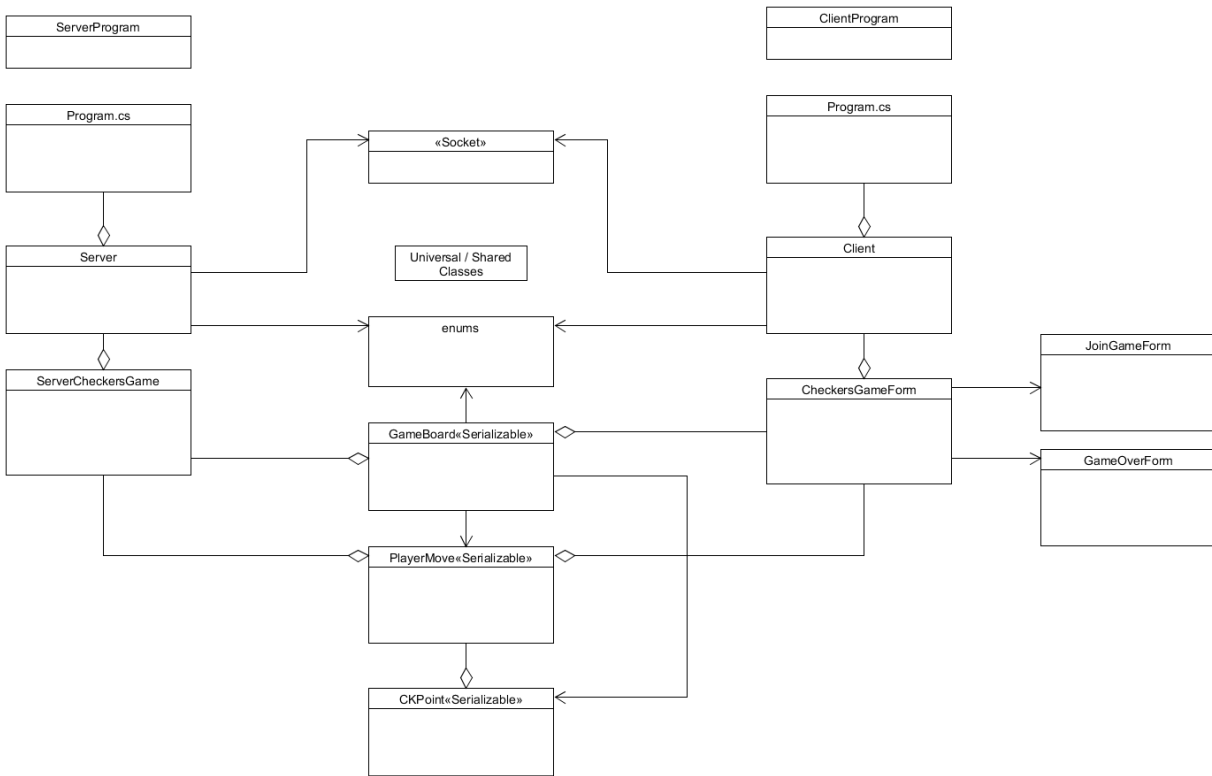 ServerProgram
ClientProgram
Program.cs
Program.cs
«Socket»
Server
Universal / Shared
Classes
Client
enums
JoinGameForm
ServerCheckersGame
CheckersGameForm
GameBoard«Serializable»
GameOverForm
PlayerMove«Serializable»
CKPoint«Serializable»